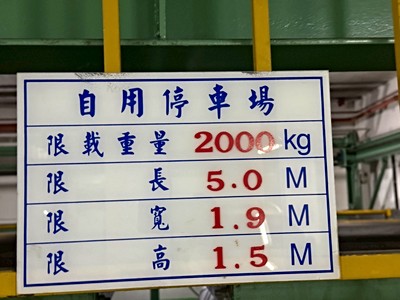 自用停車場
限載重量 2000 kg
限長 5.0 M
限寬 1.9 M
限高 1.5 M